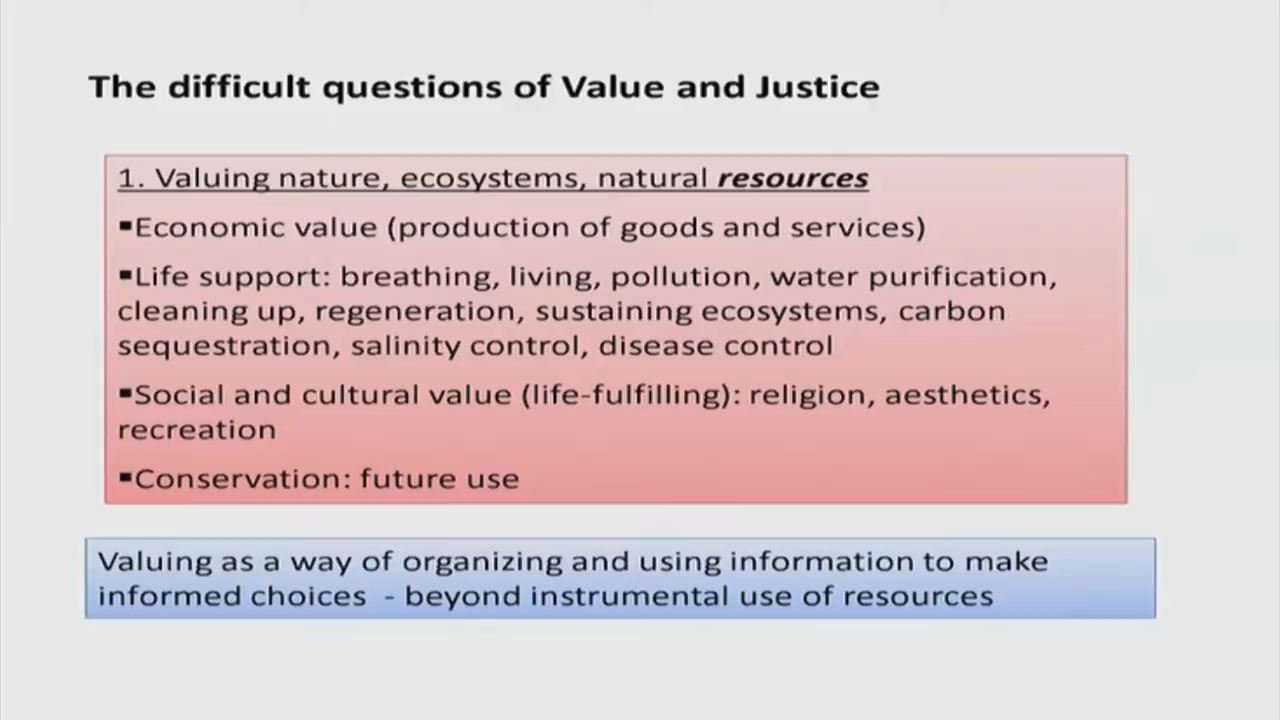 The difficult questions of Value and Justice
1. Valuing nature, ecosystems, natural resources
▪Economic value (production of goods and services)
▪Life support: breathing, living, pollution, water purification,
cleaning up, regeneration, sustaining ecosystems, carbon
sequestration, salinity control, disease control
▪Social and cultural value (life-fulfilling): religion, aesthetics,
recreation
▪Conservation: future use
Valuing as a way of organizing and using information to make
informed choices - beyond instrumental use of resources